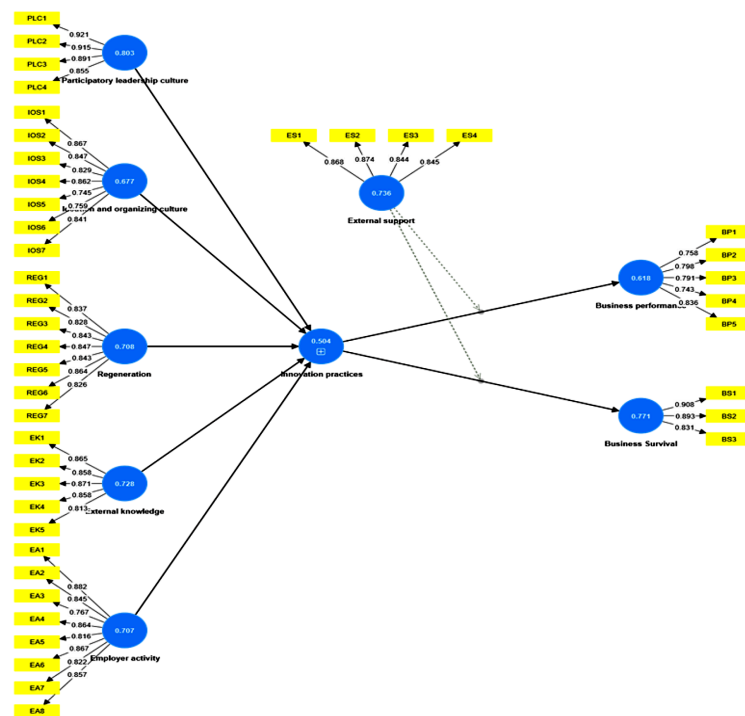 PLC1
0.921
PLC2
0.915
PLC3
0.891
PLC4
0.855
0.803
Participatory leadership culture
IOS1
0.867
IOS2
0.847
IOS3
0.829
IOS4
0.862
IOS5
0.745
IOS6
0.759
IOS7
0.841
0.677
and organizing culture
ES1
ES2
ES3
ES4
0.868
0.874
0.844
0.845
0.736
External support
REG1
0.837
REG2
0.828
REG3
0.843
REG4
0.847
REG5
0.843
REG6
0.864
REG7
0.826
0.708
Regeneration
0.504
Innovation practices
BP1
0.758
BP2
0.798
BP3
0.791
BP4
0.743
BP5
0.836
0.618
Business performance
BS1
0.908
BS2
0.893
BS3
0.831
0.771
Business Survival
EK1
0.865
EK2
0.858
EK3
0.871
EK4
0.858
EK5
0.813
0.728
External knowledge
EA1
0.882
EA2
0.845
EA3
0.767
EA4
0.864
EA5
0.816
EA6
0.867
EA7
0.822
EA8
0.857
0.707
Employer activity